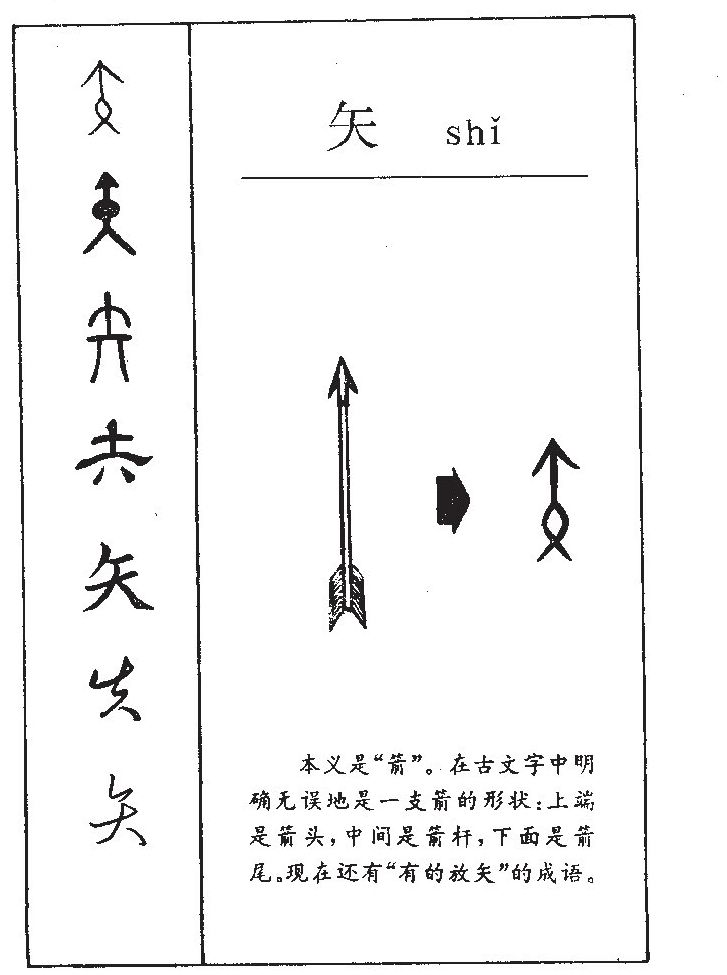 矢 shǐ
本义是“箭”。在古文字中明
确无误地是一支箭的形状:上端
是箭头,中间是箭杆,下面是箭
尾。现在还有“有的放矢”的成语。
矢